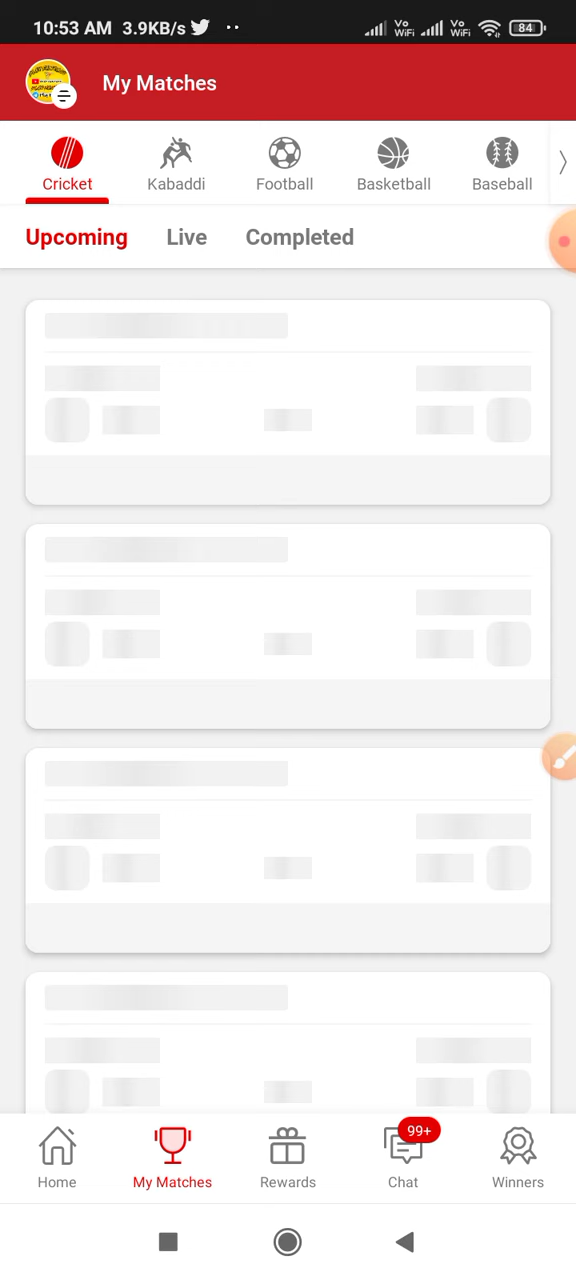 10:53 AM 3.9KB/s
Vo WiFi
Vo WiFi
84
My Matches
Cricket Kabaddi Football Basketball Baseball
Upcoming Live Completed
99+
Home My Matches Rewards Chat Winners